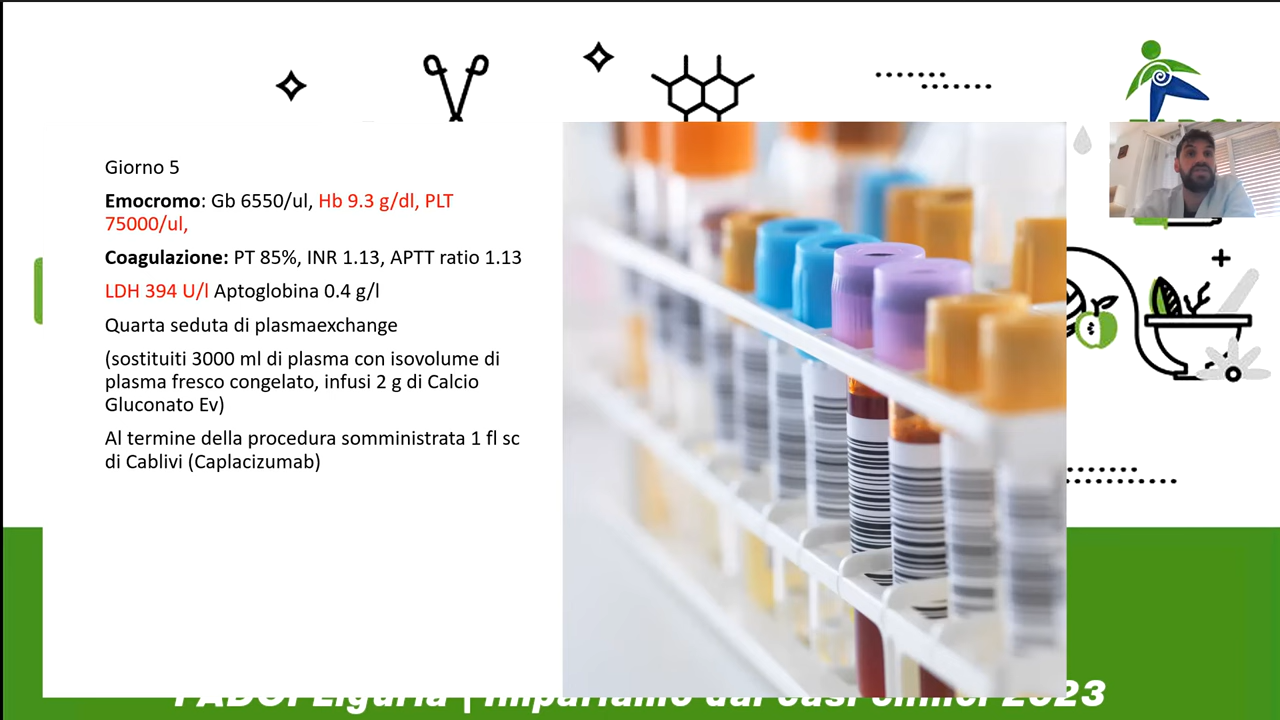 Giorno 5
Emocromo: Gb 6550/ul, Hb 9.3 g/dl, PLT
75000/ul,
Coagulazione: PT 85%, INR 1.13, APTT ratio 1.13
LDH 394 U/l Aptoglobina 0.4 g/l
Quarta seduta di plasmaexchange
(sostituiti 3000 ml di plasma con isovolume di
plasma fresco congelato, infusi 2 g di Calcio
Gluconato Ev)
Al termine della procedura somministrata 1 fl sc
di Cablivi (Caplacizumab)
FADOI Liguria | Impariamo dai casi clinici 2023